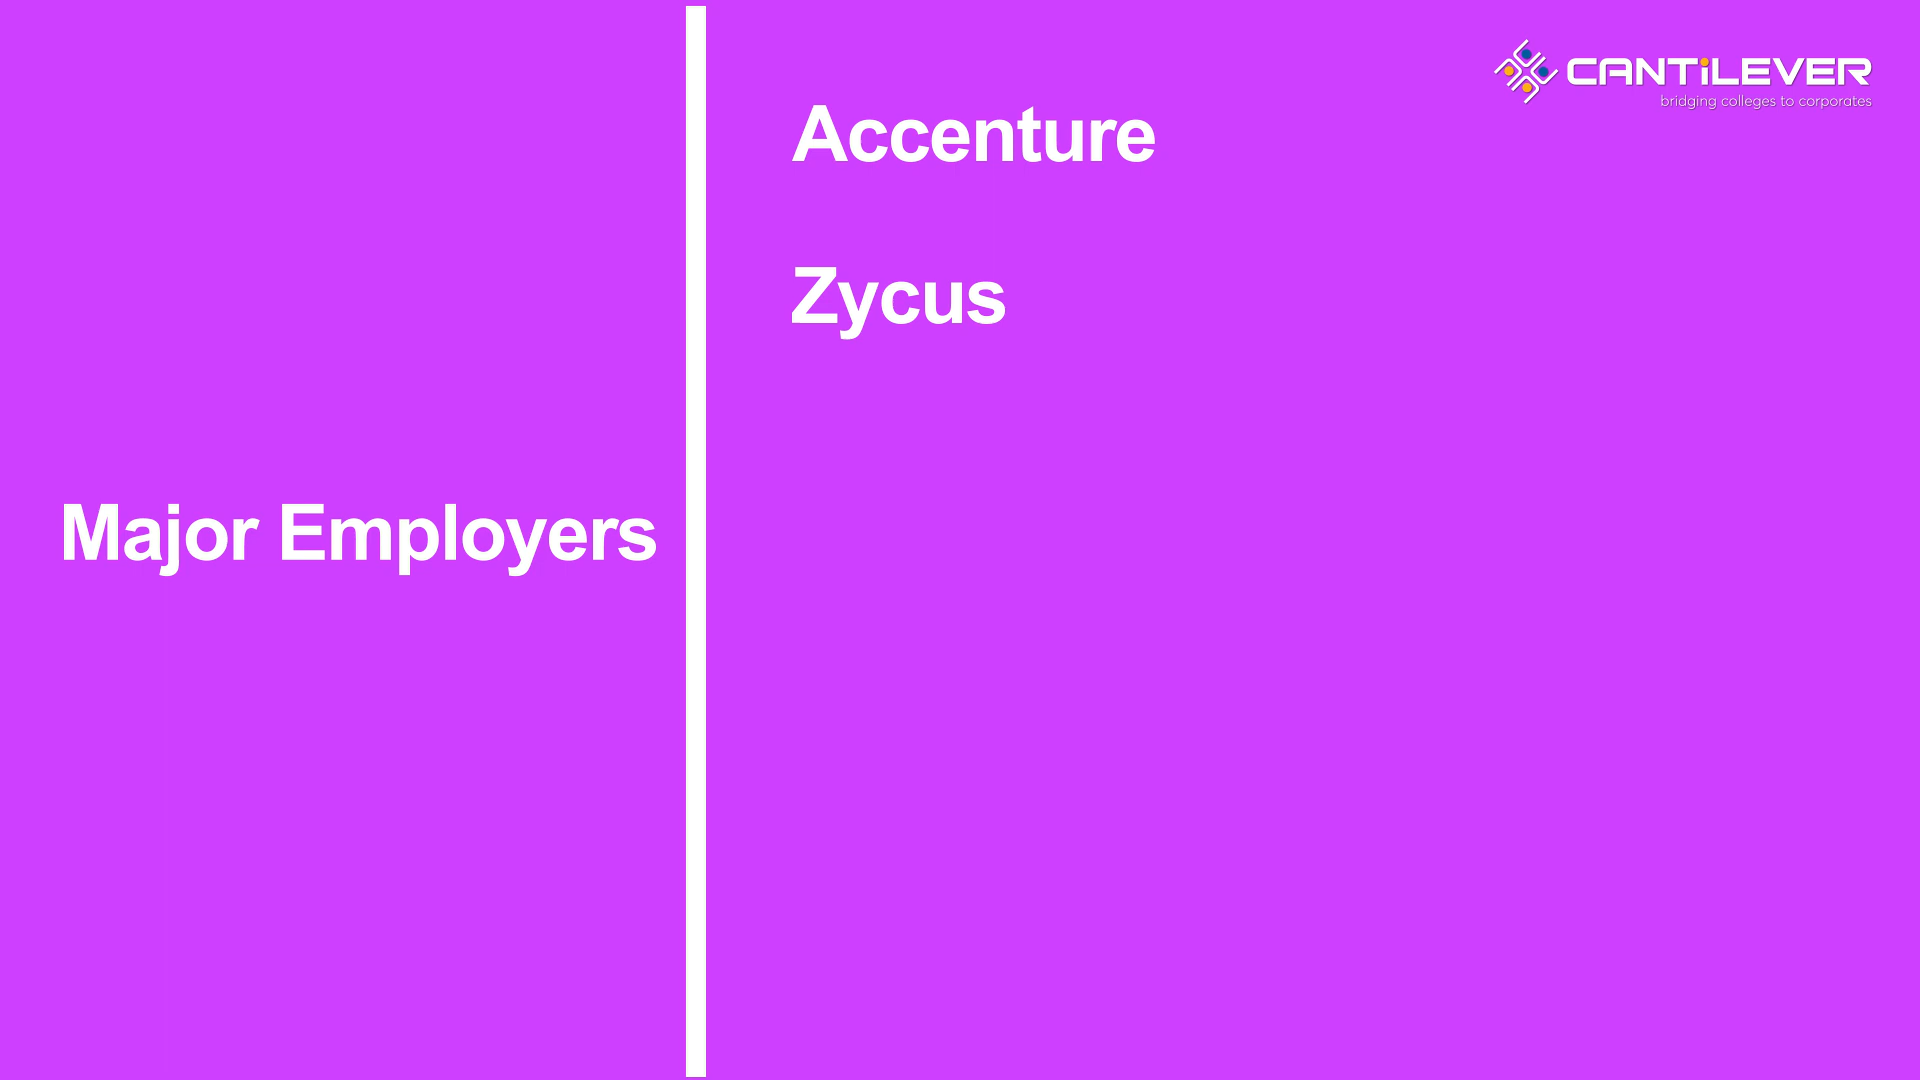 CANTiLEVER
bridging colleges to corporates
Accenture
Zycus
Major Employers